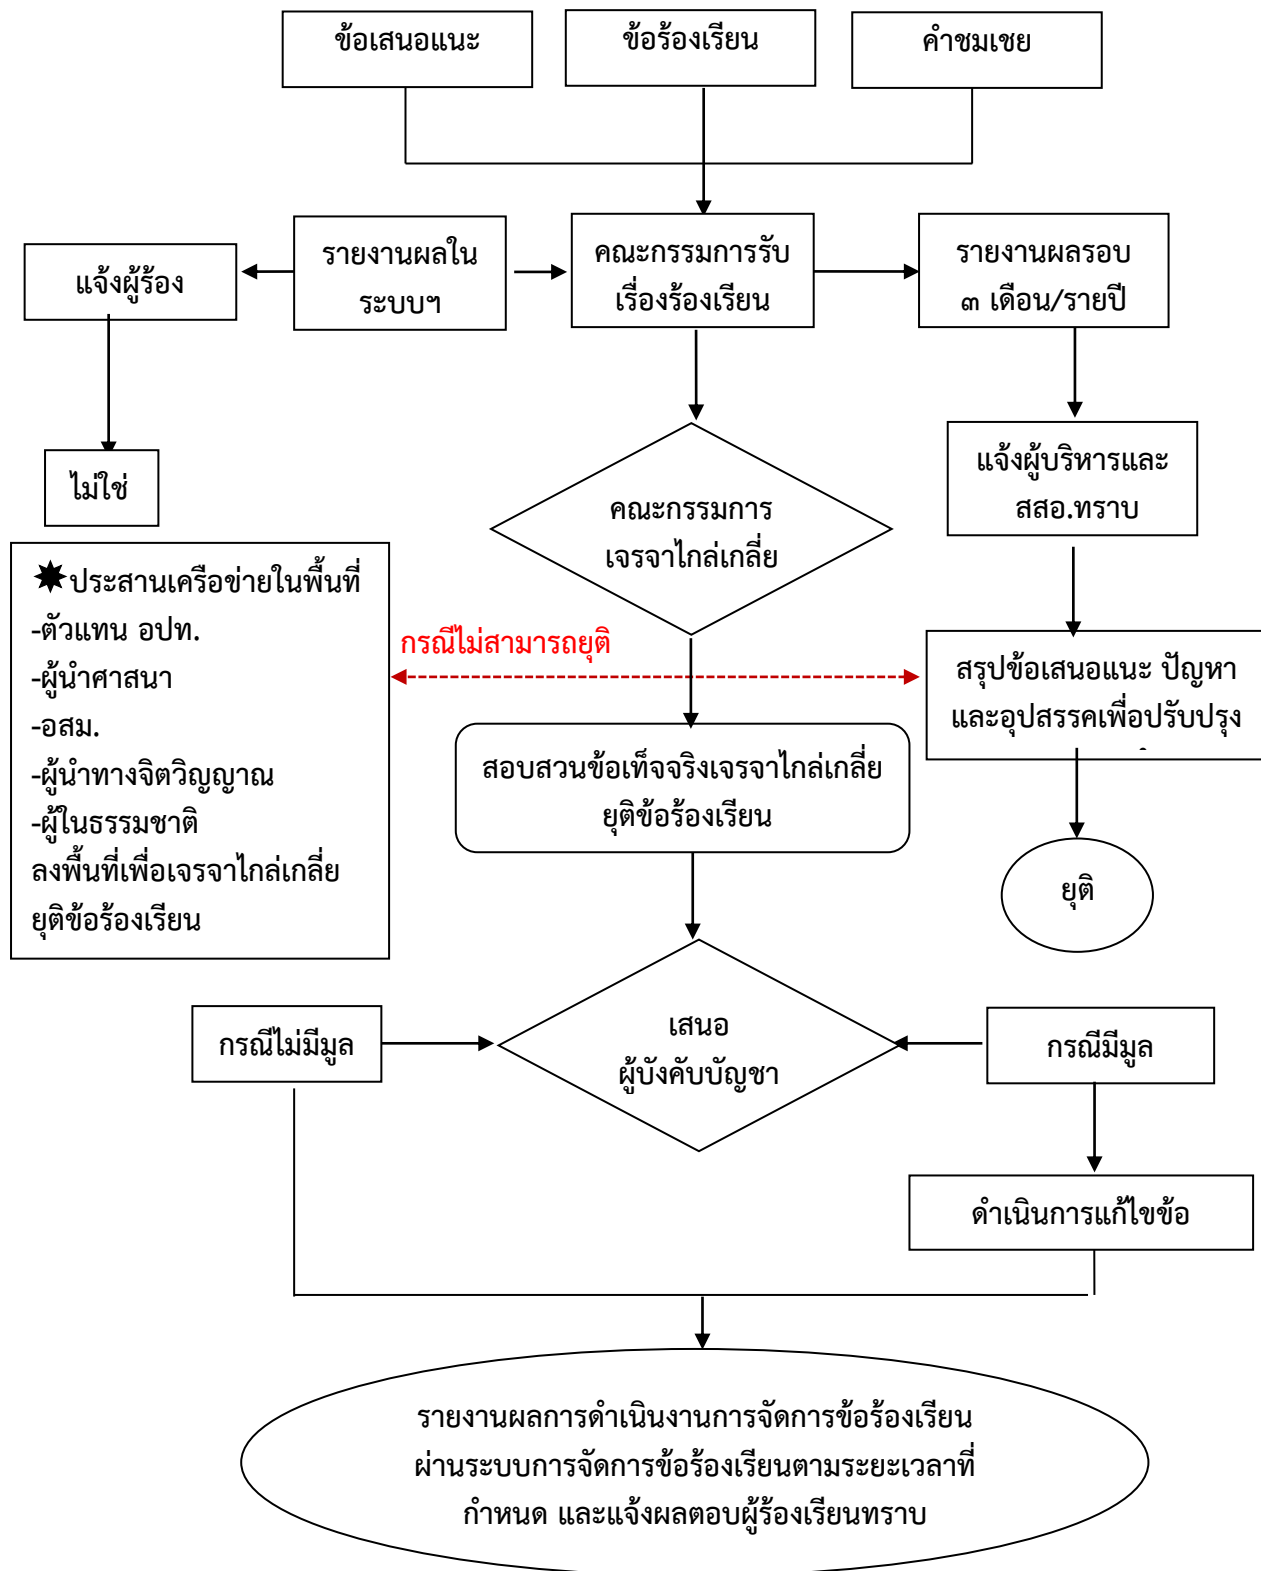 ข้อเสนอแนะ
ข้อร้องเรียน
คำชมเชย
แจ้งผู้ร้อง
รายงานผลใน
ระบบฯ
คณะกรรมการรับ
เรื่องร้องเรียน
รายงานผลรอบ
๓ เดือน/รายปี
ไม่ใช่
คณะกรรมการ
เจรจาไกล่เกลี่ย
แจ้งผู้บริหารและ
สสอ.ทราบ
✷ประสานเครือข่ายในพื้นที่
-ตัวแทน อปท.
-ผู้นำศาสนา
-อสม.
-ผู้นำทางจิตวิญญาณ
-ผู้ในธรรมชาติ
ลงพื้นที่เพื่อเจรจาไกล่เกลี่ย
ยุติข้อร้องเรียน
กรณีไม่สามารถยุติ
สรุปข้อเสนอแนะ ปัญหา
และอุปสรรคเพื่อปรับปรุง
สอบสวนข้อเท็จจริงเจรจาไกล่เกลี่ย
ยุติข้อร้องเรียน
ยุติ
กรณีไม่มีมูล
เสนอ
ผู้บังคับบัญชา
กรณีมีมูล
ดำเนินการแก้ไขข้อ
รายงานผลการดำเนินงานการจัดการข้อร้องเรียน
ผ่านระบบการจัดการข้อร้องเรียนตามระยะเวลาที่
กำหนด และแจ้งผลตอบผู้ร้องเรียนทราบ